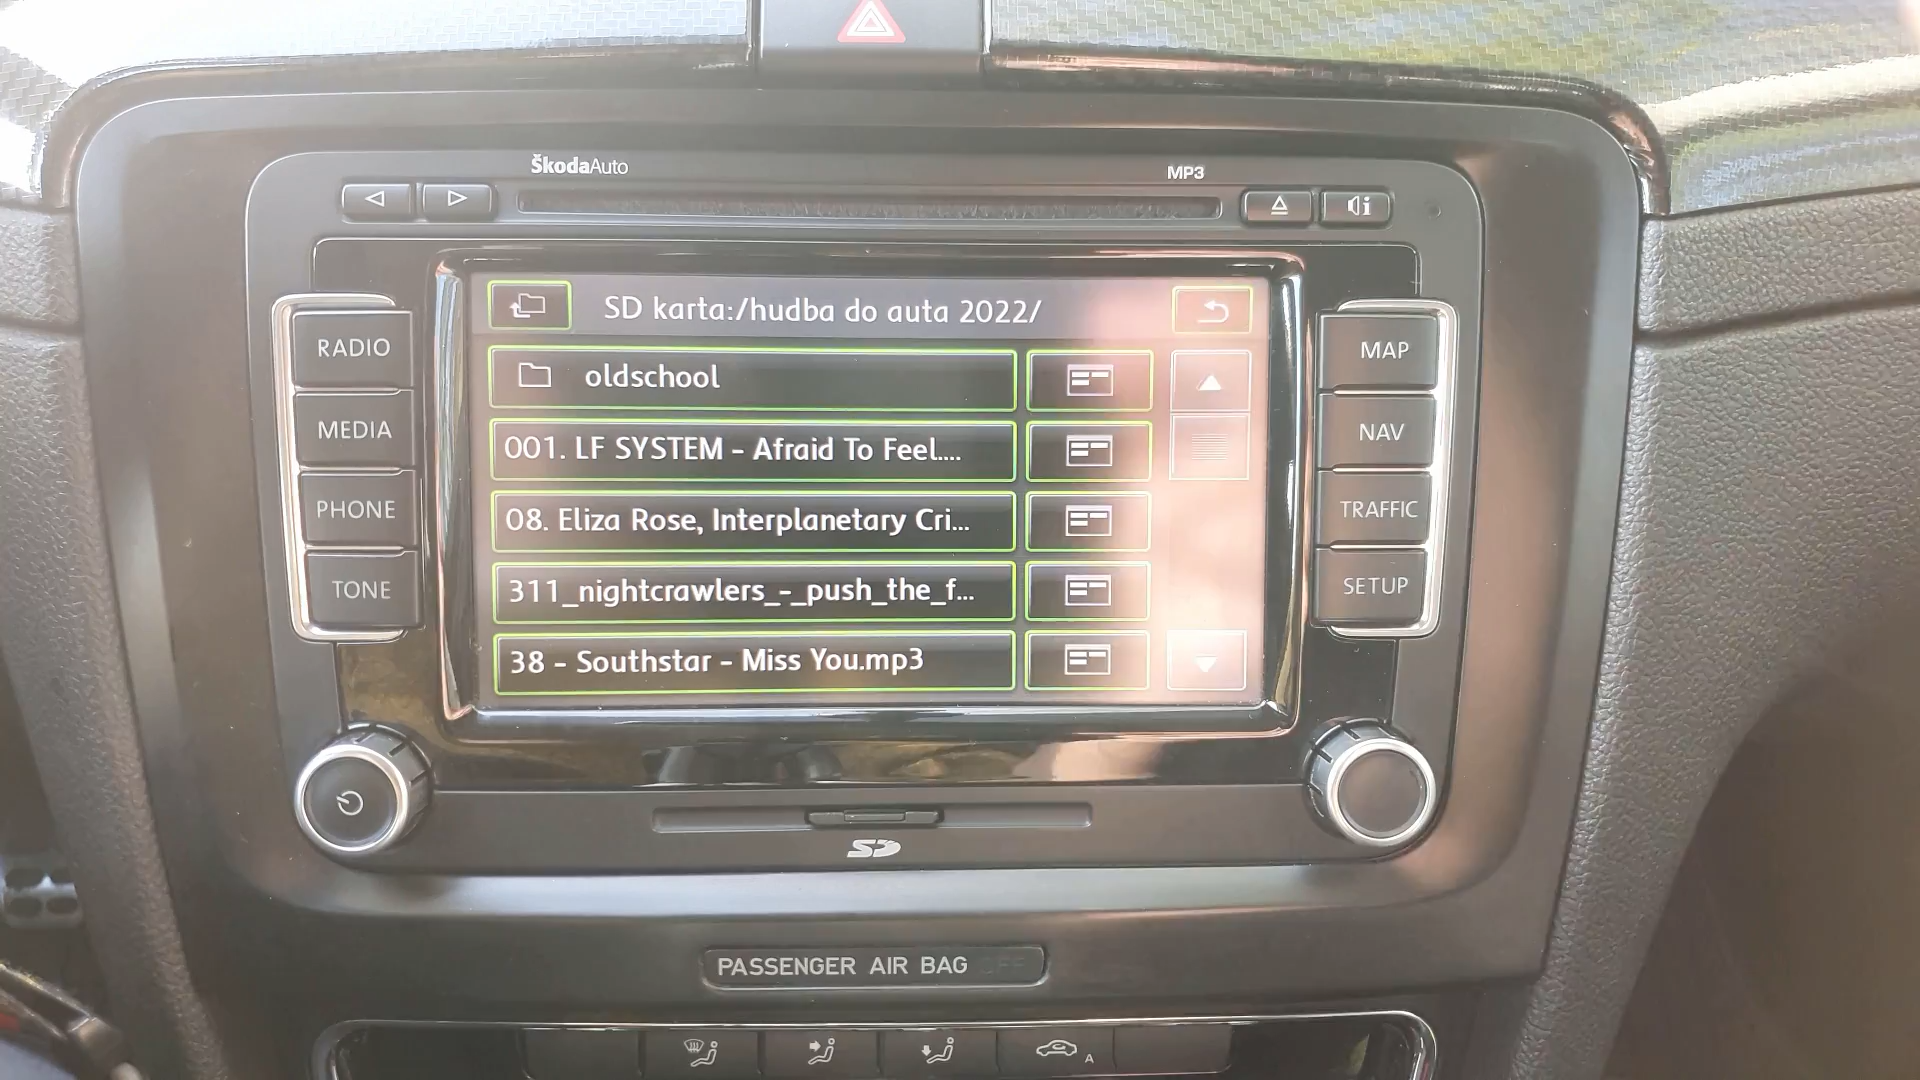 ŠkodaAuto
MP3
SD karta:/hudba do auta 2022/
oldschool
001. LF SYSTEM - Afraid To Feel....
08. Eliza Rose, Interplanetary Cri...
311_nightcrawlers_-_push_the_f...
38 - Southstar - Miss You.mp3
RADIO
MEDIA
PHONE
TONE
MAP
NAV
TRAFFIC
SETUP
SD
PASSENGER AIR BAG OFF
A